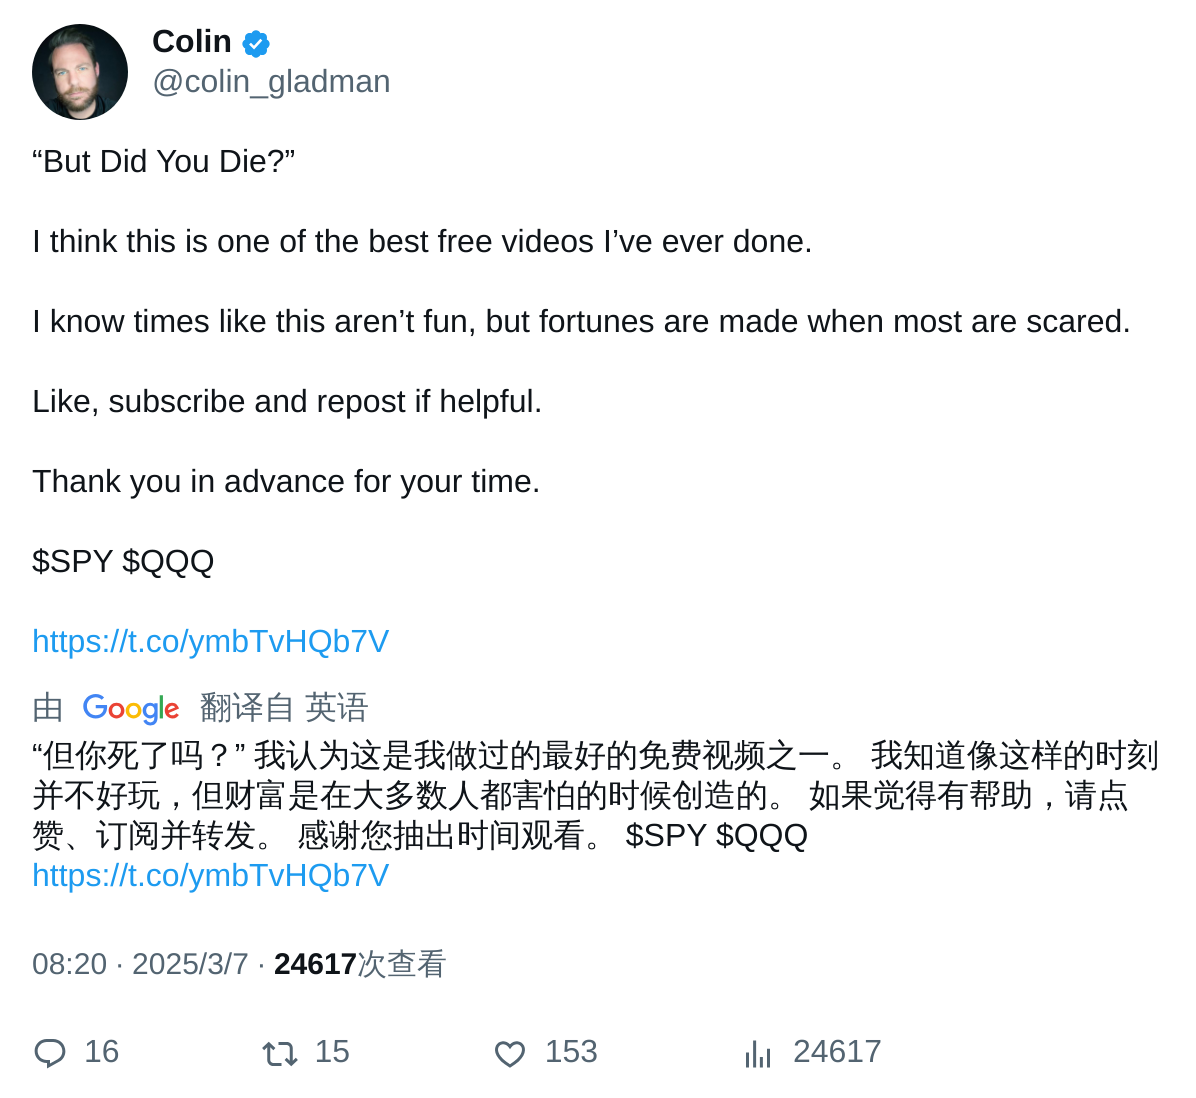 Colin
@colin_gladman
“But Did You Die?”
I think this is one of the best free videos I’ve ever done.
I know times like this aren’t fun, but fortunes are made when most are scared.
Like, subscribe and repost if helpful.
Thank you in advance for your time.
$SPY $QQQ
https://t.co/ymbTvHQb7V
由 Google 翻译自 英语
“但你死了吗？” 我认为这是我做过的最好的免费视频之一。 我知道像这样的时刻
并不好玩，但财富是在大多数人都害怕的时候创造的。 如果觉得有帮助，请点
赞、订阅并转发。 感谢您抽出时间观看。 $SPY $QQQ
https://t.co/ymbTvHQb7V
08:20 · 2025/3/7 · 24617次查看
16 15 153 24617